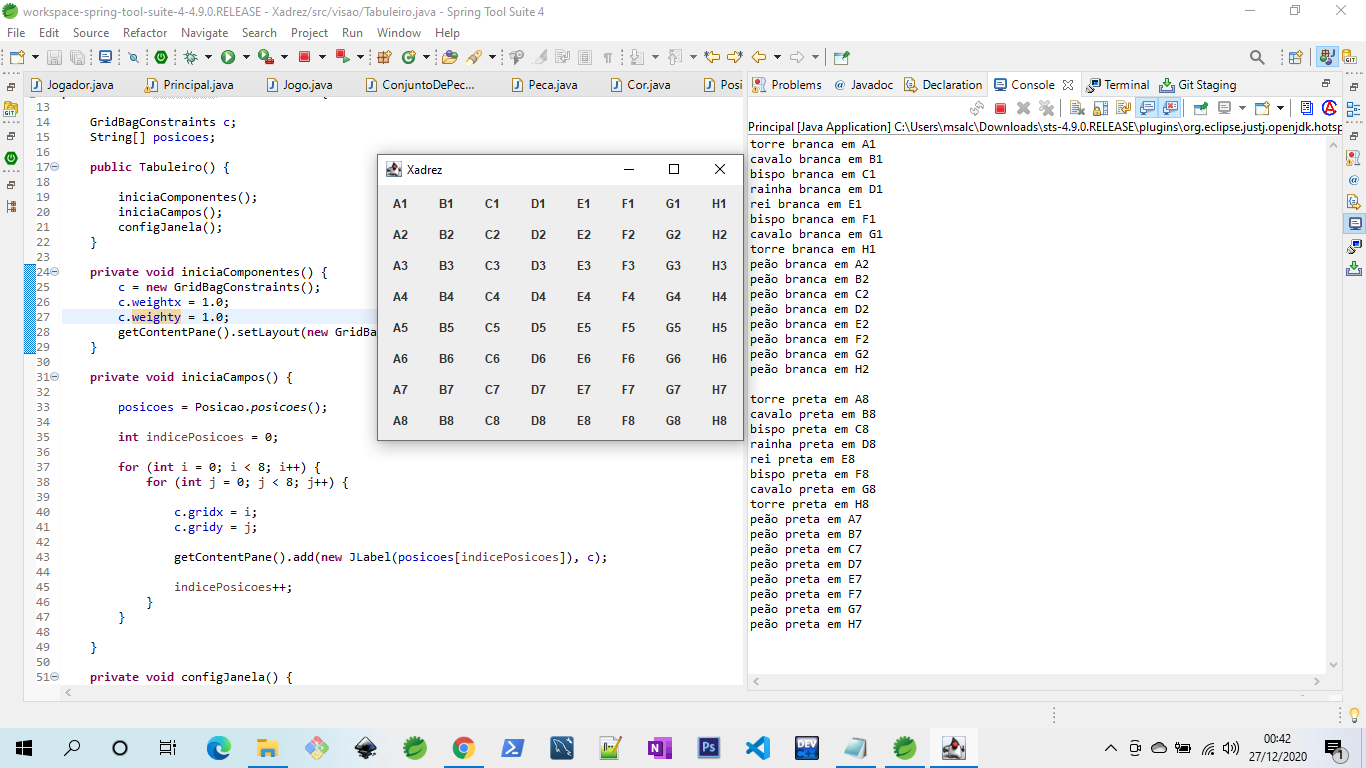 workspace-spring-tool-suite-4-4.9.0.RELEASE - Xadrez/src/visao/Tabuleiro.java - Spring Tool Suite 4
File Edit Source Refactor Navigate Search Project Run Window Help
Jogador.java Principal.java Jogo.java ConjuntoDePec... Peca.java Cor.java Posi
Problems @ Javadoc Declaration Console Terminal Git Staging
Principal [Java Application] C:\Users\msalc\Downloads\sts-4.9.0.RELEASE\plugins\org.eclipse.justj.openjdk.hotsp
13
14 GridBagConstraints c;
15 String[] posicoes;
16
17 public Tabuleiro() {
18
19 iniciaComponentes();
20 iniciaCampos();
21 configJanela();
22 }
23
24 private void iniciaComponentes() {
25 c = new GridBagConstraints();
26 c.weightx = 1.0;
27 c.weighty = 1.0;
28 getContentPane().setLayout(new GridBa
29 }
30
31 private void iniciaCampos() {
32
33 posicoes = Posicao.posicoes();
34
35 int indicePosicoes = 0;
36
37 for (int i = 0; i < 8; i++) {
38 for (int j = 0; j < 8; j++) {
39
40 c.gridx = i;
41 c.gridy = j;
42
43 getContentPane().add(new JLabel(posicoes[indicePosicoes]), c);
44
45 indicePosicoes++;
46 }
47 }
48
49 }
50
51 private void configJanela() {
Xadrez
A1 B1 C1 D1 E1 F1 G1 H1
A2 B2 C2 D2 E2 F2 G2 H2
A3 B3 C3 D3 E3 F3 G3 H3
A4 B4 C4 D4 E4 F4 G4 H4
A5 B5 C5 D5 E5 F5 G5 H5
A6 B6 C6 D6 E6 F6 G6 H6
A7 B7 C7 D7 E7 F7 G7 H7
A8 B8 C8 D8 E8 F8 G8 H8
torre branca em A1
cavalo branca em B1
bispo branca em C1
rainha branca em D1
rei branca em E1
bispo branca em F1
cavalo branca em G1
torre branca em H1
peão branca em A2
peão branca em B2
peão branca em C2
peão branca em D2
peão branca em E2
peão branca em F2
peão branca em G2
peão branca em H2
torre preta em A8
cavalo preta em B8
bispo preta em C8
rainha preta em D8
rei preta em E8
bispo preta em F8
cavalo preta em G8
torre preta em H8
peão preta em A7
peão preta em B7
peão preta em C7
peão preta em D7
peão preta em E7
peão preta em F7
peão preta em G7
peão preta em H7
00:42
27/12/2020